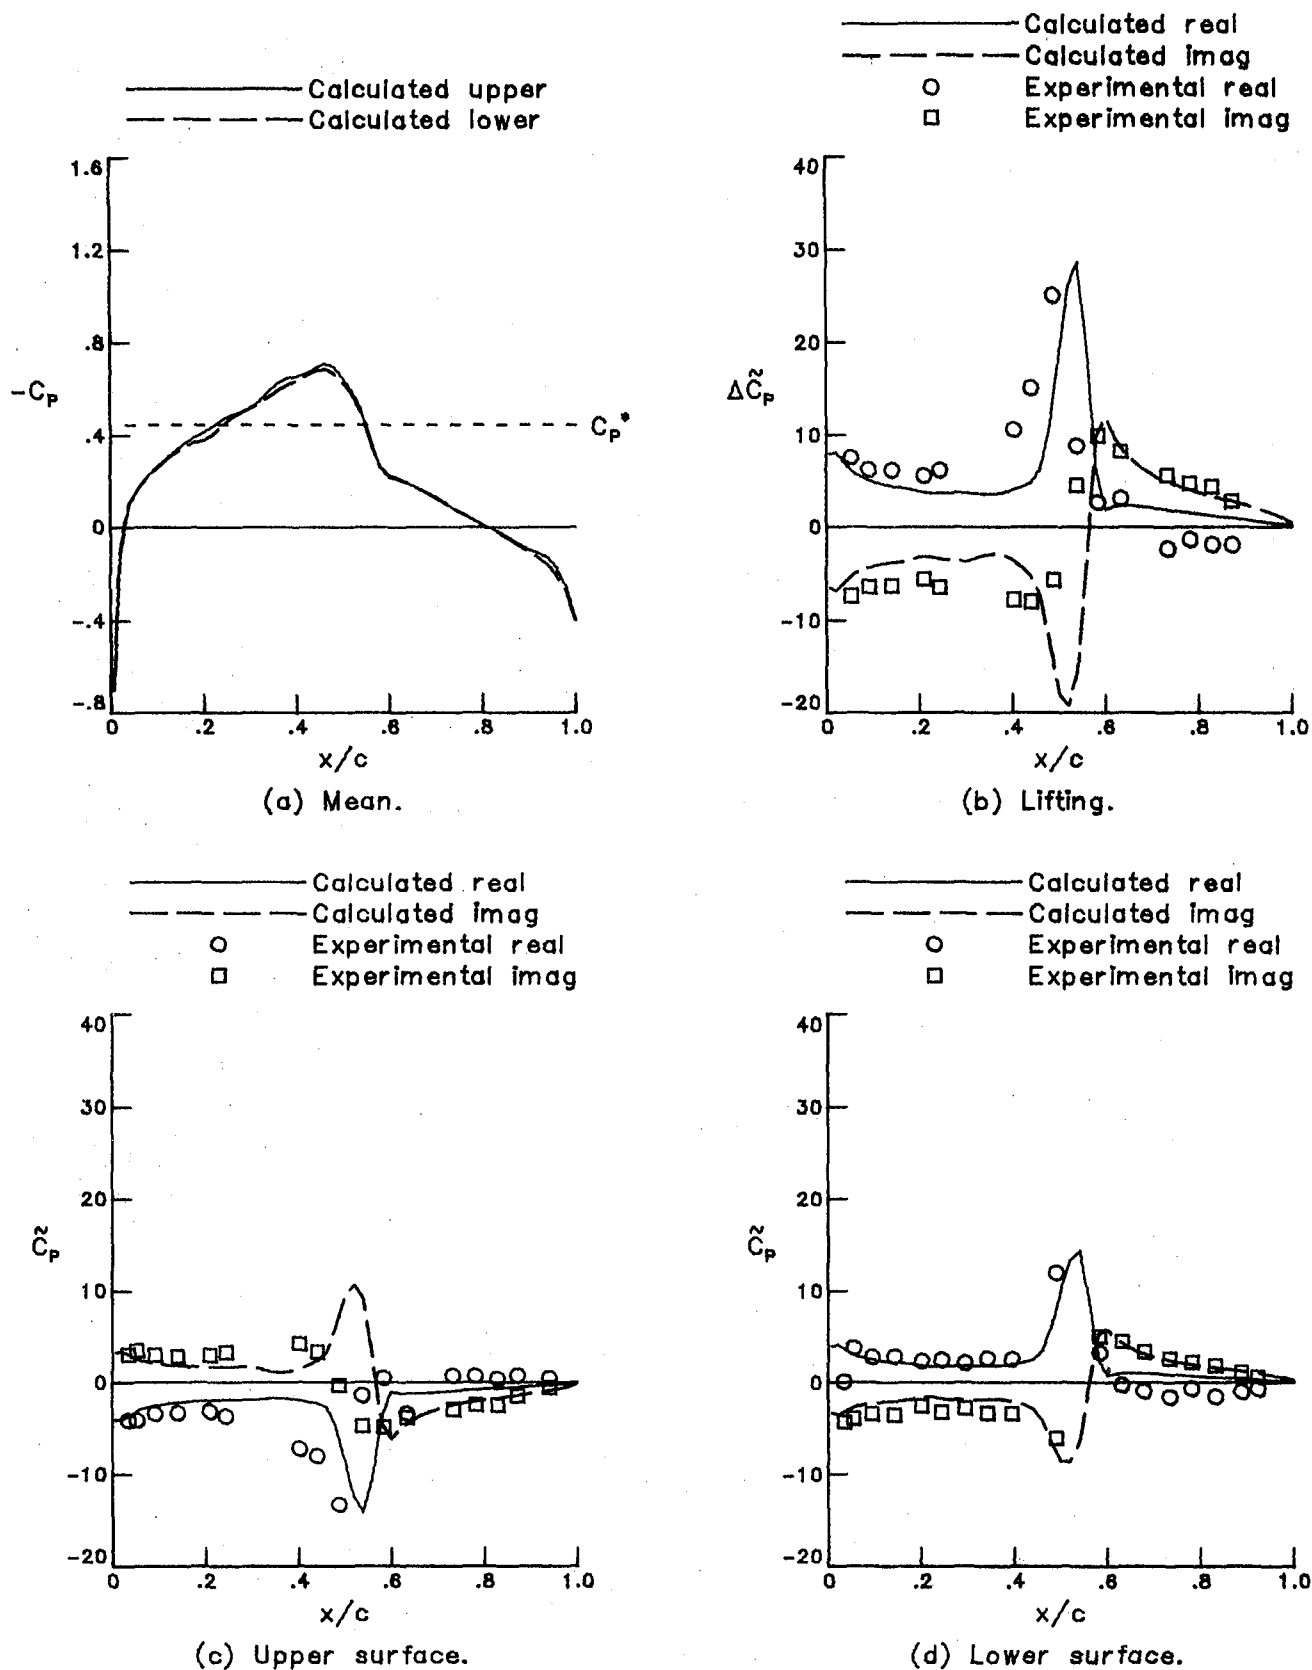 Calculated upper
Calculated lower
1.6
1.2
.8
-Cp
.4
Cp*
0
-.4
-.8
0 .2 .4 .6 .8 1.0
x/c
(a) Mean.
Calculated real
Calculated imag
Experimental real
Experimental imag
40
30
20
ΔC̃p
10
0
-10
-20
0 .2 .4 .6 .8 1.0
x/c
(b) Lifting.
Calculated real
Calculated imag
Experimental real
Experimental imag
40
30
20
C̃p
10
0
-10
-20
0 .2 .4 .6 .8 1.0
x/c
(c) Upper surface.
Calculated real
Calculated imag
Experimental real
Experimental imag
40
30
20
C̃p
10
0
-10
-20
0 .2 .4 .6 .8 1.0
x/c
(d) Lower surface.